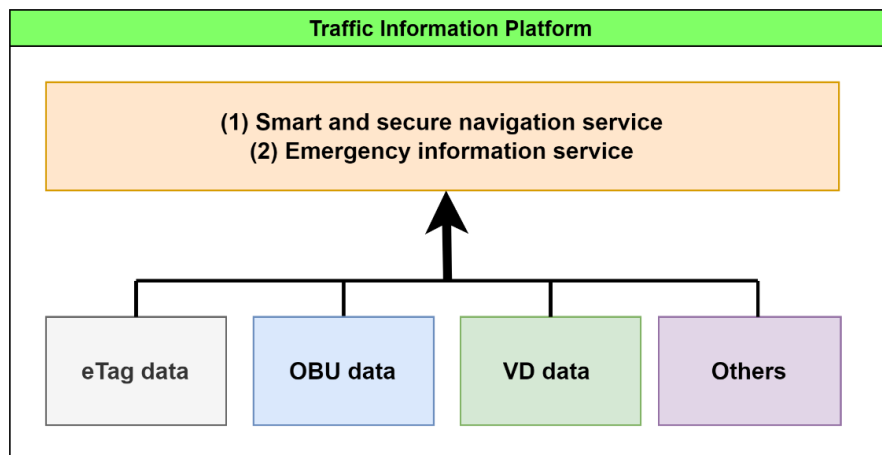 Traffic Information Platform
(1) Smart and secure navigation service
(2) Emergency information service
eTag data
OBU data
VD data
Others